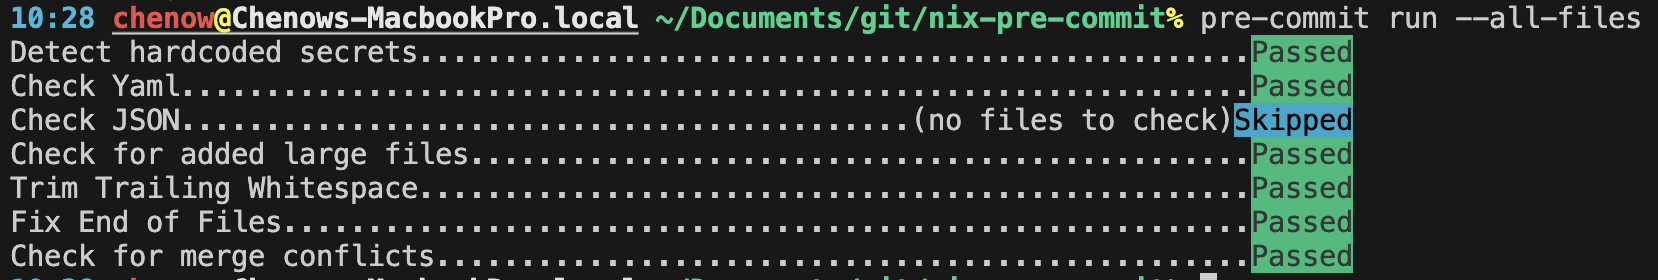 10:28 chenow@Chenows-MacbookPro.local ~/Documents/git/nix-pre-commit% pre-commit run --all-files
Detect hardcoded secrets.................................................Passed
Check Yaml...............................................................Passed
Check JSON...........................................(no files to check)Skipped
Check for added large files..............................................Passed
Trim Trailing Whitespace.................................................Passed
Fix End of Files.........................................................Passed
Check for merge conflicts................................................Passed